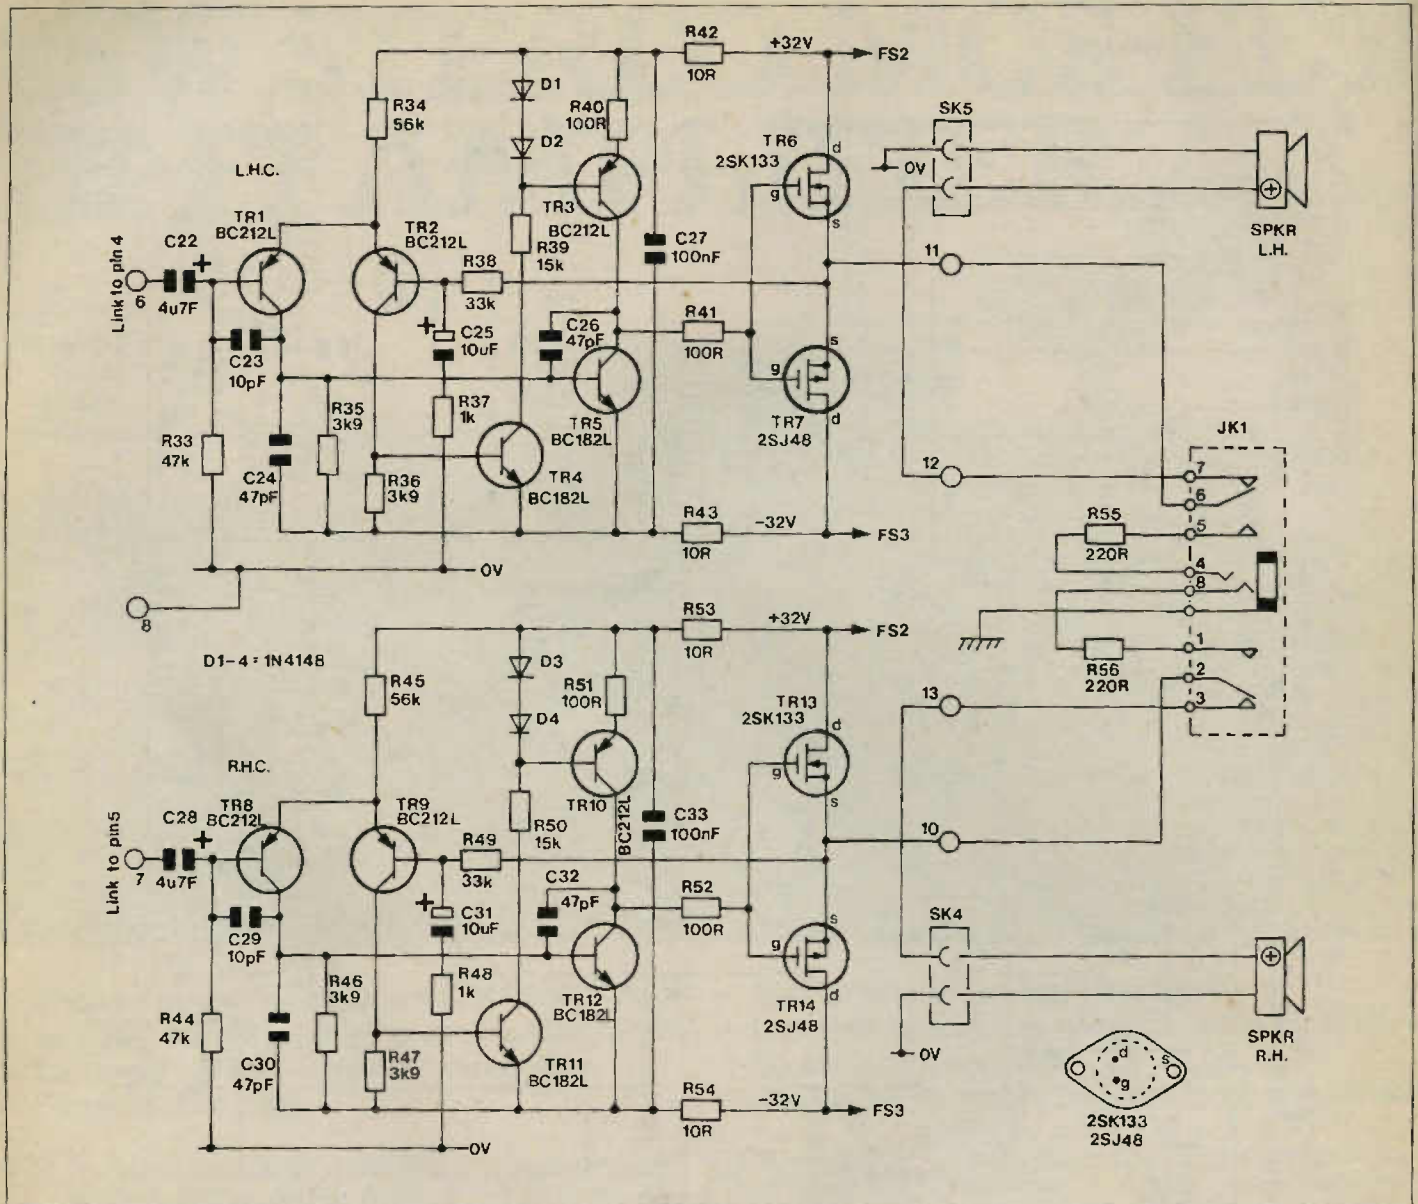 R42
10R
+32V
FS2
D1
R34
56k
R40
100R
D2
TR6
2SK133
d
SK5
0V
g
L.H.C.
TR3
BC212L
TR1
BC212L
TR2
BC212L
C22
+
R39
15k
C27
100nF
s
11
SPKR
L.H.
Link to pin 4
6
4u7F
R38
33k
+
C25
10uF
C26
47pF
R41
100R
C23
10pF
s
g
R35
3k9
R37
1k
TR5
BC182L
TR7
2SJ48
d
R33
47k
C24
47pF
R36
3k9
TR4
BC182L
12
JK1
7
6
R55
220R
5
4
8
R43
10R
-32V
FS3
0V
8
R53
10R
+32V
FS2
1
R56
220R
2
3
D1-4 = 1N4148
D3
R45
56k
R51
100R
D4
TR13
2SK133
d
13
g
R.H.C.
TR10
BC212L
TR8
BC212L
TR9
BC212L
C28
+
R50
15k
C33
100nF
s
10
Link to pin5
7
4u7F
R49
33k
+
C31
10uF
C32
47pF
R52
100R
C29
10pF
SK4
s
g
R46
3k9
R48
1k
TR12
BC182L
TR14
2SJ48
d
R44
47k
C30
47pF
R47
3k9
TR11
BC182L
0V
SPKR
R.H.
d
s
g
2SK133
2SJ48
R54
10R
-32V
FS3
0V